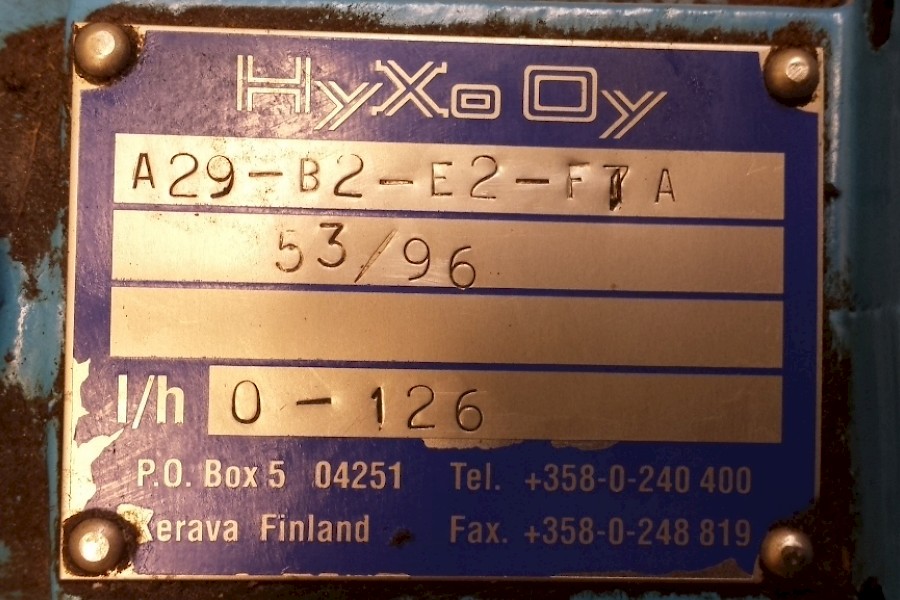 HyXo Oy
A29-B2-E2-F1A
53/96
l/h 0-126
P.O. Box 5 04251 Tel. +358-0-240 400
Kerava Finland Fax. +358-0-248 819